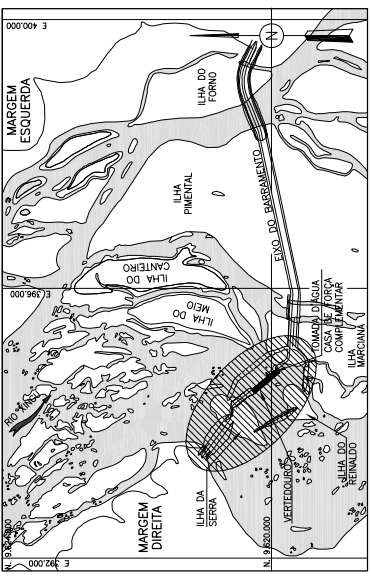 E 400.000
N
MARGEM
ESQUERDA
ILHA DO
FORNO
EIXO DO BARRAMENTO
ILHA
PIMENTAL
ILHA DO
CANTEIRO
ILHA DO
MEIO
E 396.000
TOMADA D'ÁGUA
CASA DE FORÇA
COMPLEMENTAR
ILHA
MARCIANA
RIO XINGU
ILHA DA
SERRA
VERTEDOURO
ILHA DO
REINALDO
MARGEM
DIREITA
N. 9.620.000
E 392.000